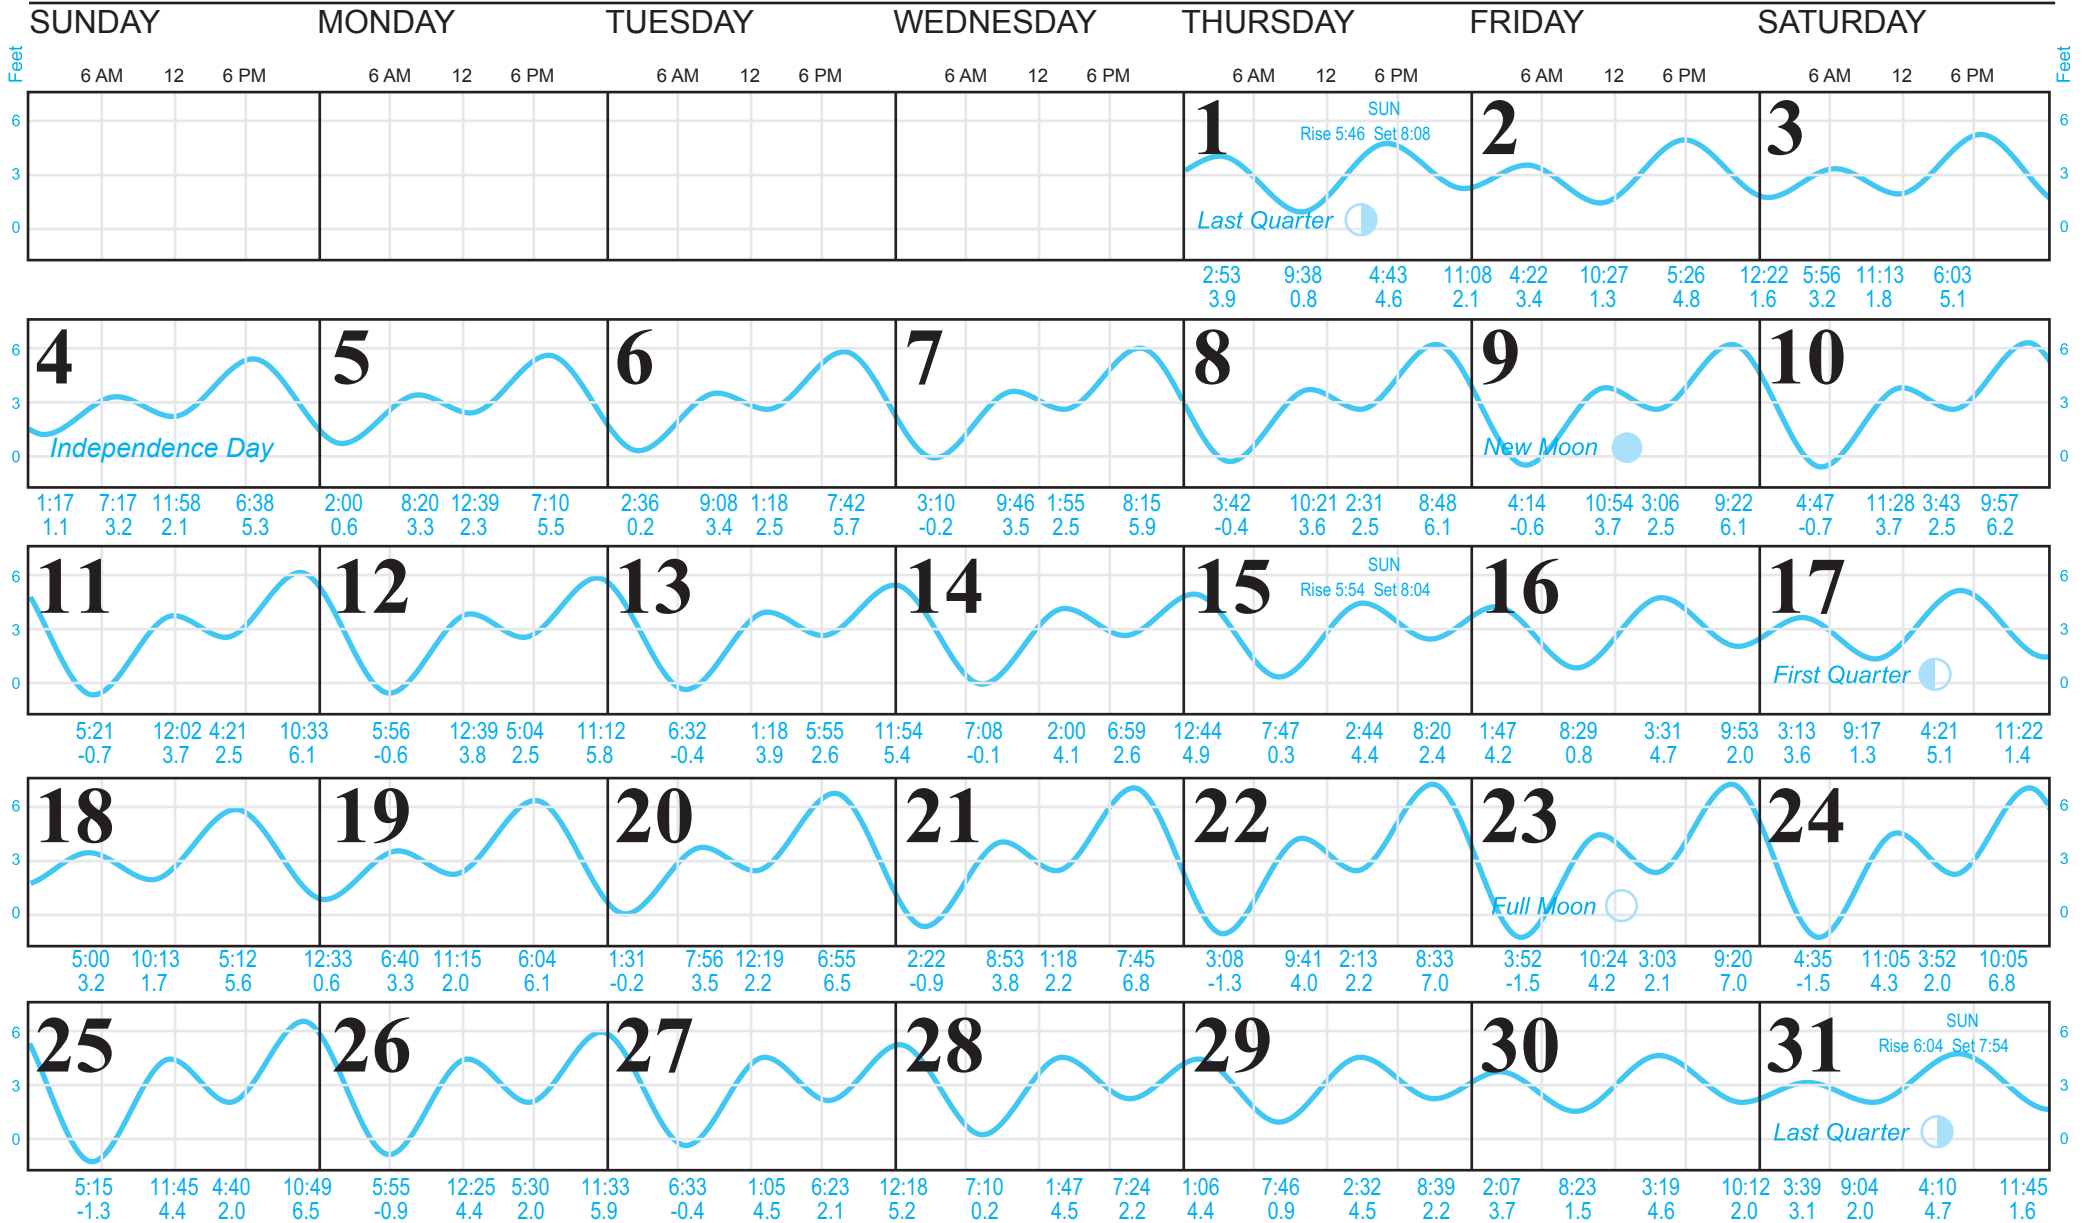 SUNDAY MONDAY TUESDAY WEDNESDAY THURSDAY FRIDAY SATURDAY
Feet 6 AM 12 6 PM 6 AM 12 6 PM 6 AM 12 6 PM 6 AM 12 6 PM 6 AM 12 6 PM 6 AM 12 6 PM 6 AM 12 6 PM Feet
1 SUN 2 3
6 Rise 5:46 Set 8:08 6
3 3
0 Last Quarter 0
2:53 9:38 4:43 11:08 4:22 10:27 5:26 12:22 5:56 11:13 6:03
3.9 0.8 4.6 2.1 3.4 1.3 4.8 1.6 3.2 1.8 5.1
4 5 6 7 8 9 10
6 6
3 3
Independence Day New Moon
0 0
1:17 7:17 11:58 6:38 2:00 8:20 12:39 7:10 2:36 9:08 1:18 7:42 3:10 9:46 1:55 8:15 3:42 10:21 2:31 8:48 4:14 10:54 3:06 9:22 4:47 11:28 3:43 9:57
1.1 3.2 2.1 5.3 0.6 3.3 2.3 5.5 0.2 3.4 2.5 5.7 -0.2 3.5 2.5 5.9 -0.4 3.6 2.5 6.1 -0.6 3.7 2.5 6.1 -0.7 3.7 2.5 6.2
11 12 13 14 15 SUN 16 17
6 Rise 5:54 Set 8:04 6
3 3
First Quarter
0 0
5:21 12:02 4:21 10:33 5:56 12:39 5:04 11:12 6:32 1:18 5:55 11:54 7:08 2:00 6:59 12:44 7:47 2:44 8:20 1:47 8:29 3:31 9:53 3:13 9:17 4:21 11:22
-0.7 3.7 2.5 6.1 -0.6 3.8 2.5 5.8 -0.4 3.9 2.6 5.4 -0.1 4.1 2.6 4.9 0.3 4.4 2.4 4.2 0.8 4.7 2.0 3.6 1.3 5.1 1.4
18 19 20 21 22 23 24
6 6
3 3
Full Moon
0 0
5:00 10:13 5:12 12:33 6:40 11:15 6:04 1:31 7:56 12:19 6:55 2:22 8:53 1:18 7:45 3:08 9:41 2:13 8:33 3:52 10:24 3:03 9:20 4:35 11:05 3:52 10:05
3.2 1.7 5.6 0.6 3.3 2.0 6.1 -0.2 3.5 2.2 6.5 -0.9 3.8 2.2 6.8 -1.3 4.0 2.2 7.0 -1.5 4.2 2.1 7.0 -1.5 4.3 2.0 6.8
25 26 27 28 29 30 31 SUN
6 Rise 6:04 Set 7:54 6
3 3
Last Quarter
0 0
5:15 11:45 4:40 10:49 5:55 12:25 5:30 11:33 6:33 1:05 6:23 12:18 7:10 1:47 7:24 1:06 7:46 2:32 8:39 2:07 8:23 3:19 10:12 3:39 9:04 4:10 11:45
-1.3 4.4 2.0 6.5 -0.9 4.4 2.0 5.9 -0.4 4.5 2.1 5.2 0.2 4.5 2.2 4.4 0.9 4.5 2.2 3.7 1.5 4.6 2.0 3.1 2.0 4.7 1.6